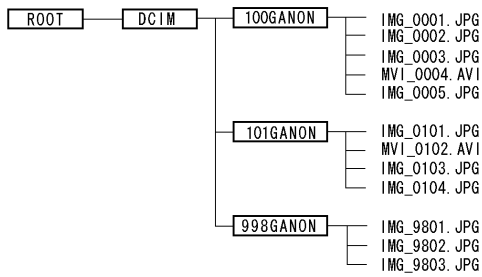 ROOT DCIM 100GANON IMG_0001.JPG
IMG_0002.JPG
IMG_0003.JPG
MVI_0004.AVI
IMG_0005.JPG
101GANON IMG_0101.JPG
MVI_0102.AVI
IMG_0103.JPG
IMG_0104.JPG
998GANON IMG_9801.JPG
IMG_9802.JPG
IMG_9803.JPG